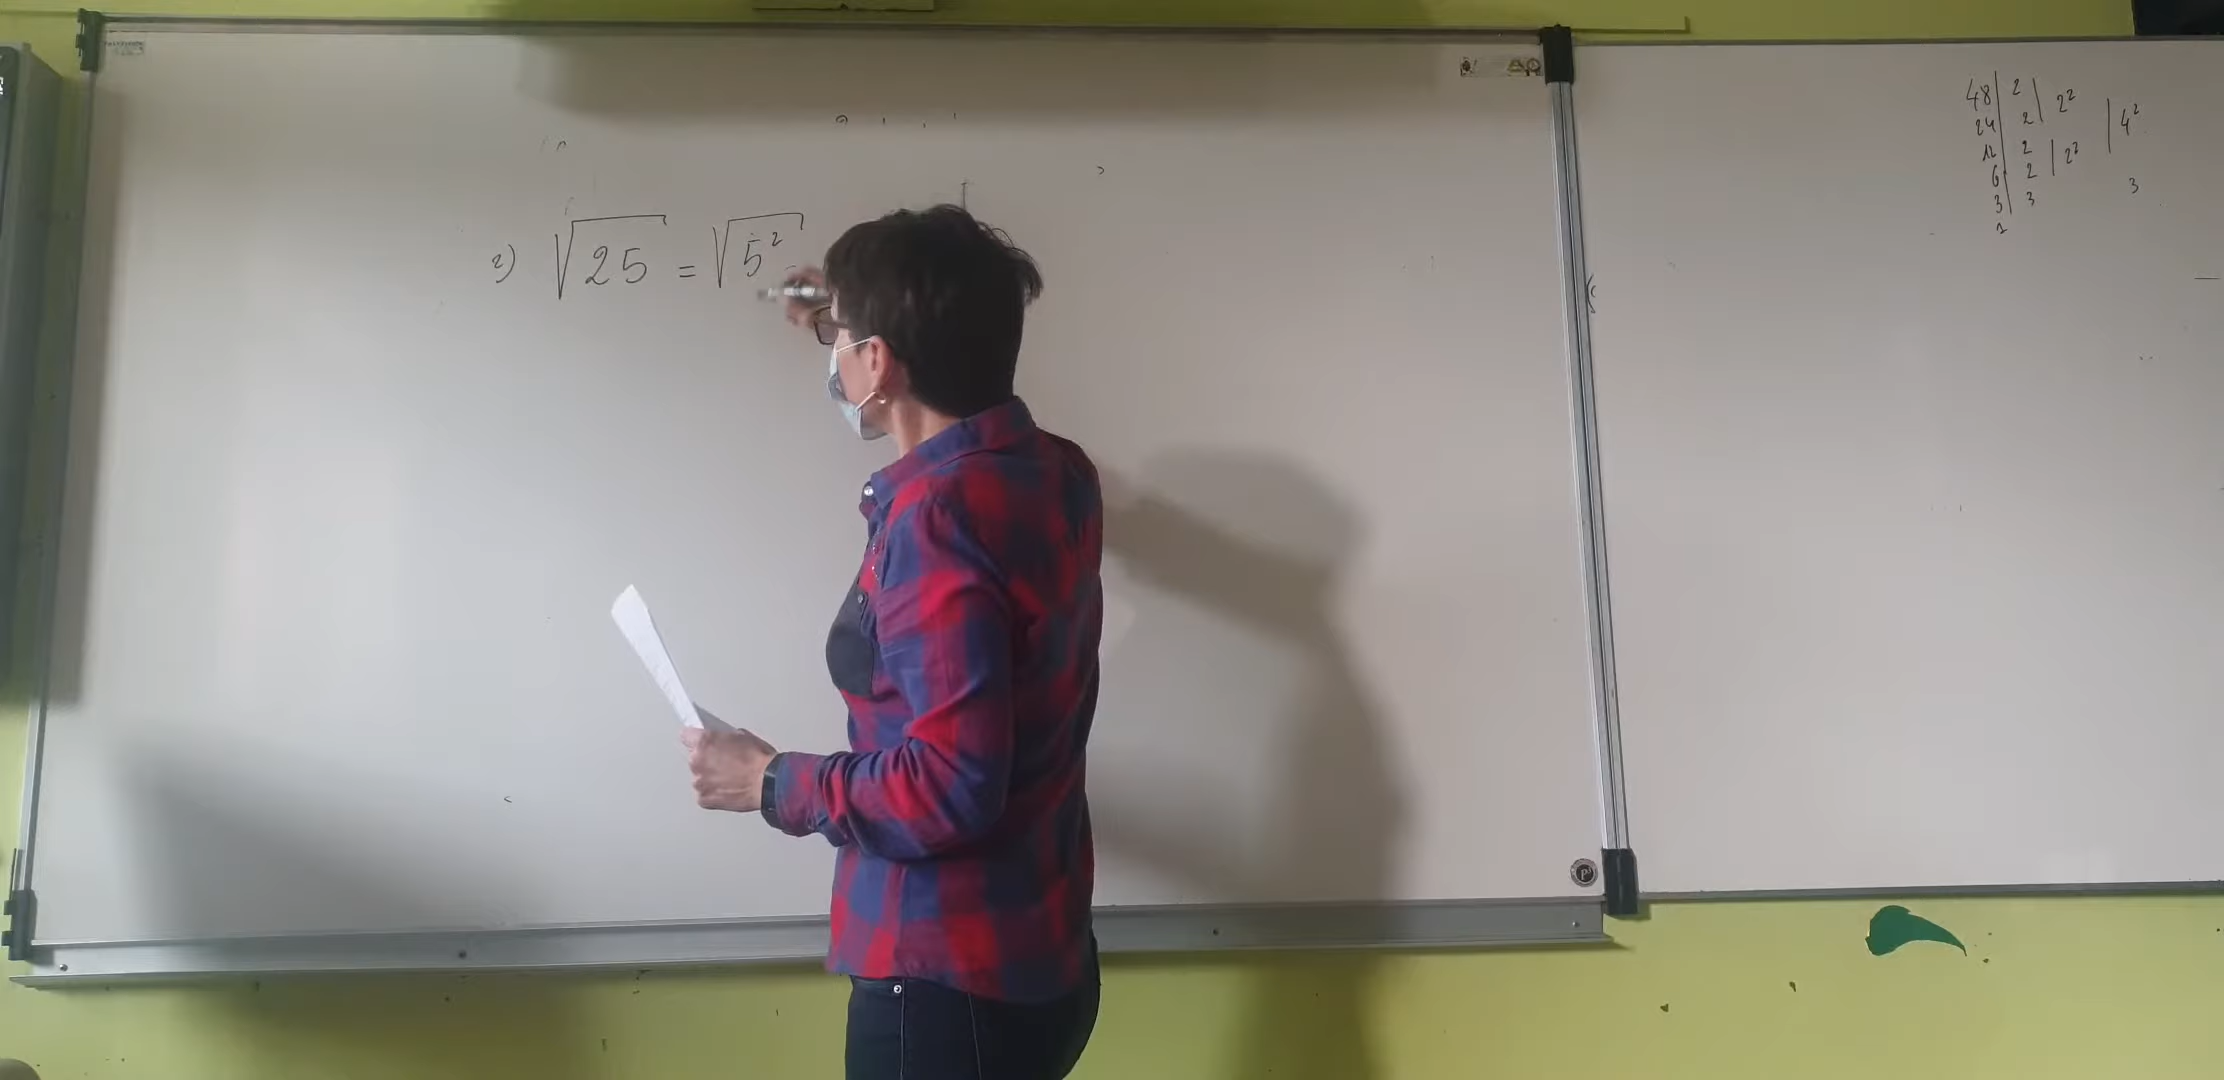 2) √25 = √5²
48 | 2 | 2² | 4²
24 | 2
12 | 2 | 2²
6 | 2
3 | 3 3
1